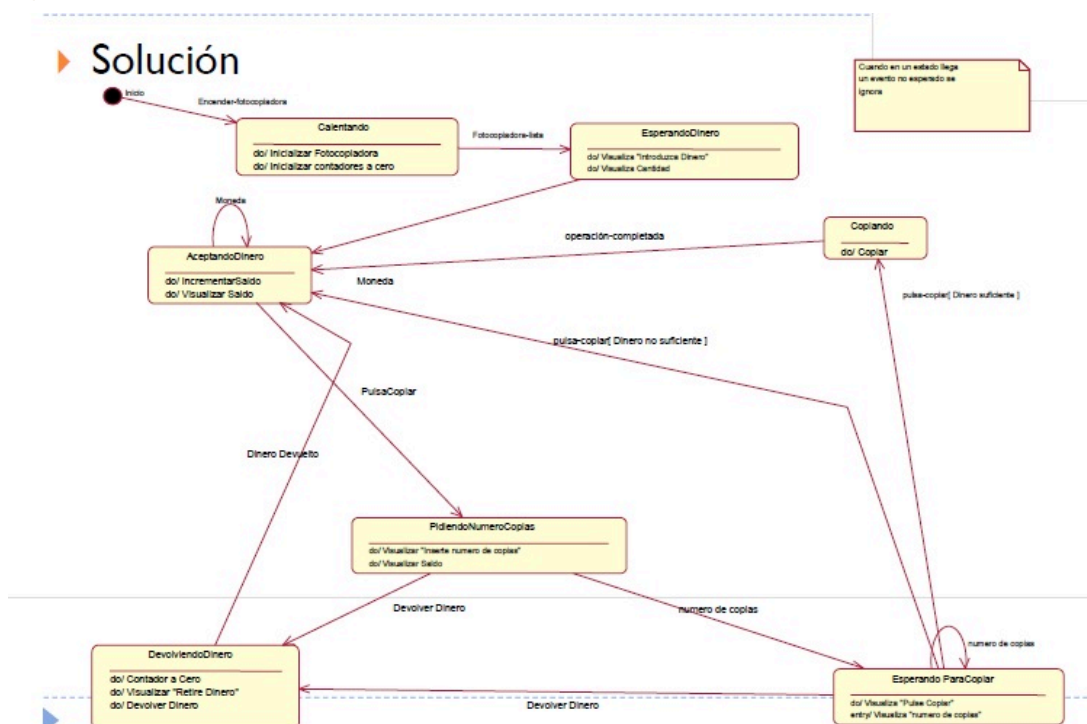 Solución
Inicio
Encender-fotocopiadora
Cuando en un estado llega
un evento no esperado se
ignora
Calentando
do/ Inicializar Fotocopiadora
do/ Inicializar contadores a cero
Fotocopiadora-lista
EsperandoDinero
do/ Visualiza "Introduzca Dinero"
do/ Visualiza Cantidad
Moneda
AceptandoDinero
do/ IncrementarSaldo
do/ Visualizar Saldo
operación-completada
Copiando
do/ Copiar
Moneda
pulsa-copiar[ Dinero suficiente ]
pulsa-copiar[ Dinero no suficiente ]
PulsaCopiar
Dinero Devuelto
PidiendoNumeroCopias
do/ Visualizar "Inserte numero de copias"
do/ Visualizar Saldo
Devolver Dinero
numero de copias
numero de copias
DevolviendoDinero
do/ Contador a Cero
do/ Visualizar "Retire Dinero"
do/ Devolver Dinero
Devolver Dinero
Esperando ParaCopiar
do/ Visualiza "Pulse Copiar"
entry/ Visualiza "numero de copias"